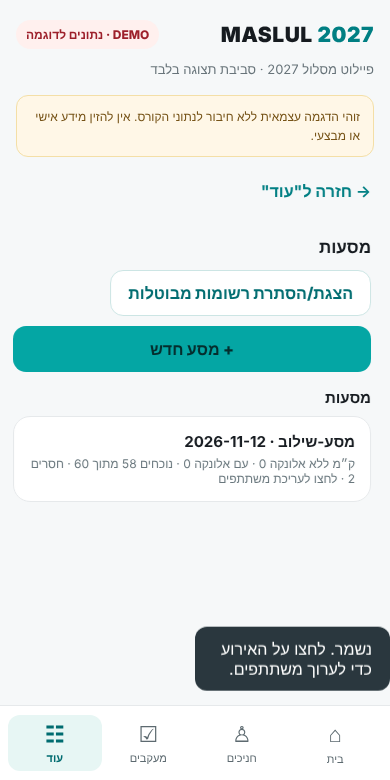 MASLUL 2027
DEMO · נתונים לדוגמה
פיילוט מסלול 2027 · סביבת תצוגה בלבד
זוהי הדגמה עצמאית ללא חיבור לנתוני הקורס. אין להזין מידע אישי
או מבצעי.
→ חזרה ל"עוד"
מסעות
הצגת/הסתרת רשומות מבוטלות
+ מסע חדש
מסעות
מסע-שילוב · 2026-11-12
ק״מ ללא אלונקה 0 · עם אלונקה 0 · נוכחים 58 מתוך 60 · חסרים
2 · לחצו לעריכת משתתפים
נשמר. לחצו על האירוע
כדי לערוך משתתפים.
בית
חניכים
מעקבים
עוד